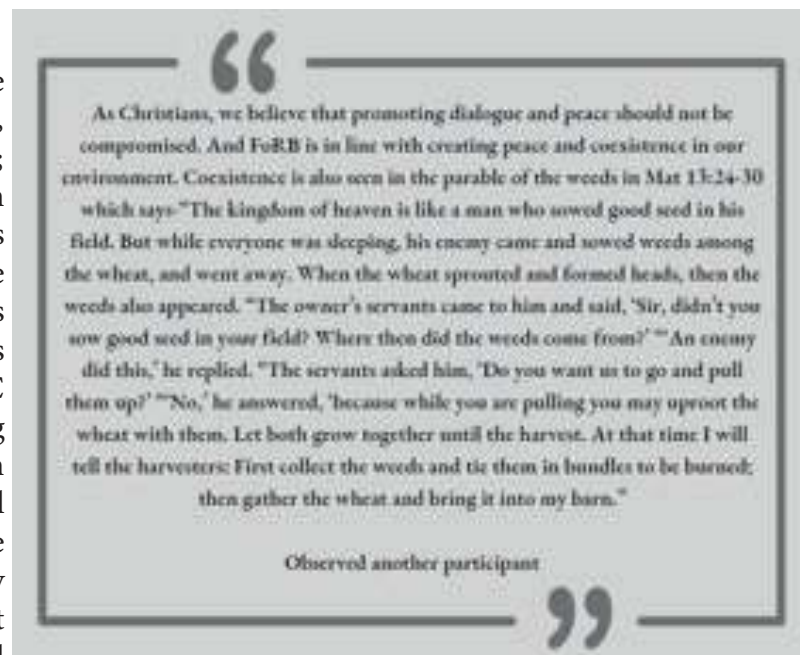 “
As Christians, we believe that promoting dialogue and peace should not be
compromised. And FoRB is in line with creating peace and coexistence in our
environment. Coexistence is also seen in the parable of the weeds in Mat 13:24-30
which says-“The kingdom of heaven is like a man who sowed good seed in his
field. But while everyone was sleeping, his enemy came and sowed weeds among
the wheat, and went away. When the wheat sprouted and formed heads, then the
weeds also appeared. “The owner’s servants came to him and said, ‘Sir, didn’t you
sow good seed in your field? Where then did the weeds come from?’ “‘An enemy
did this,’ he replied. “The servants asked him, ‘Do you want us to go and pull
them up?’ “‘No,’ he answered, ‘because while you are pulling you may uproot the
wheat with them. Let both grow together until the harvest. At that time I will
tell the harvesters: First collect the weeds and tie them in bundles to be burned;
then gather the wheat and bring it into my barn.”
Observed another participant
”